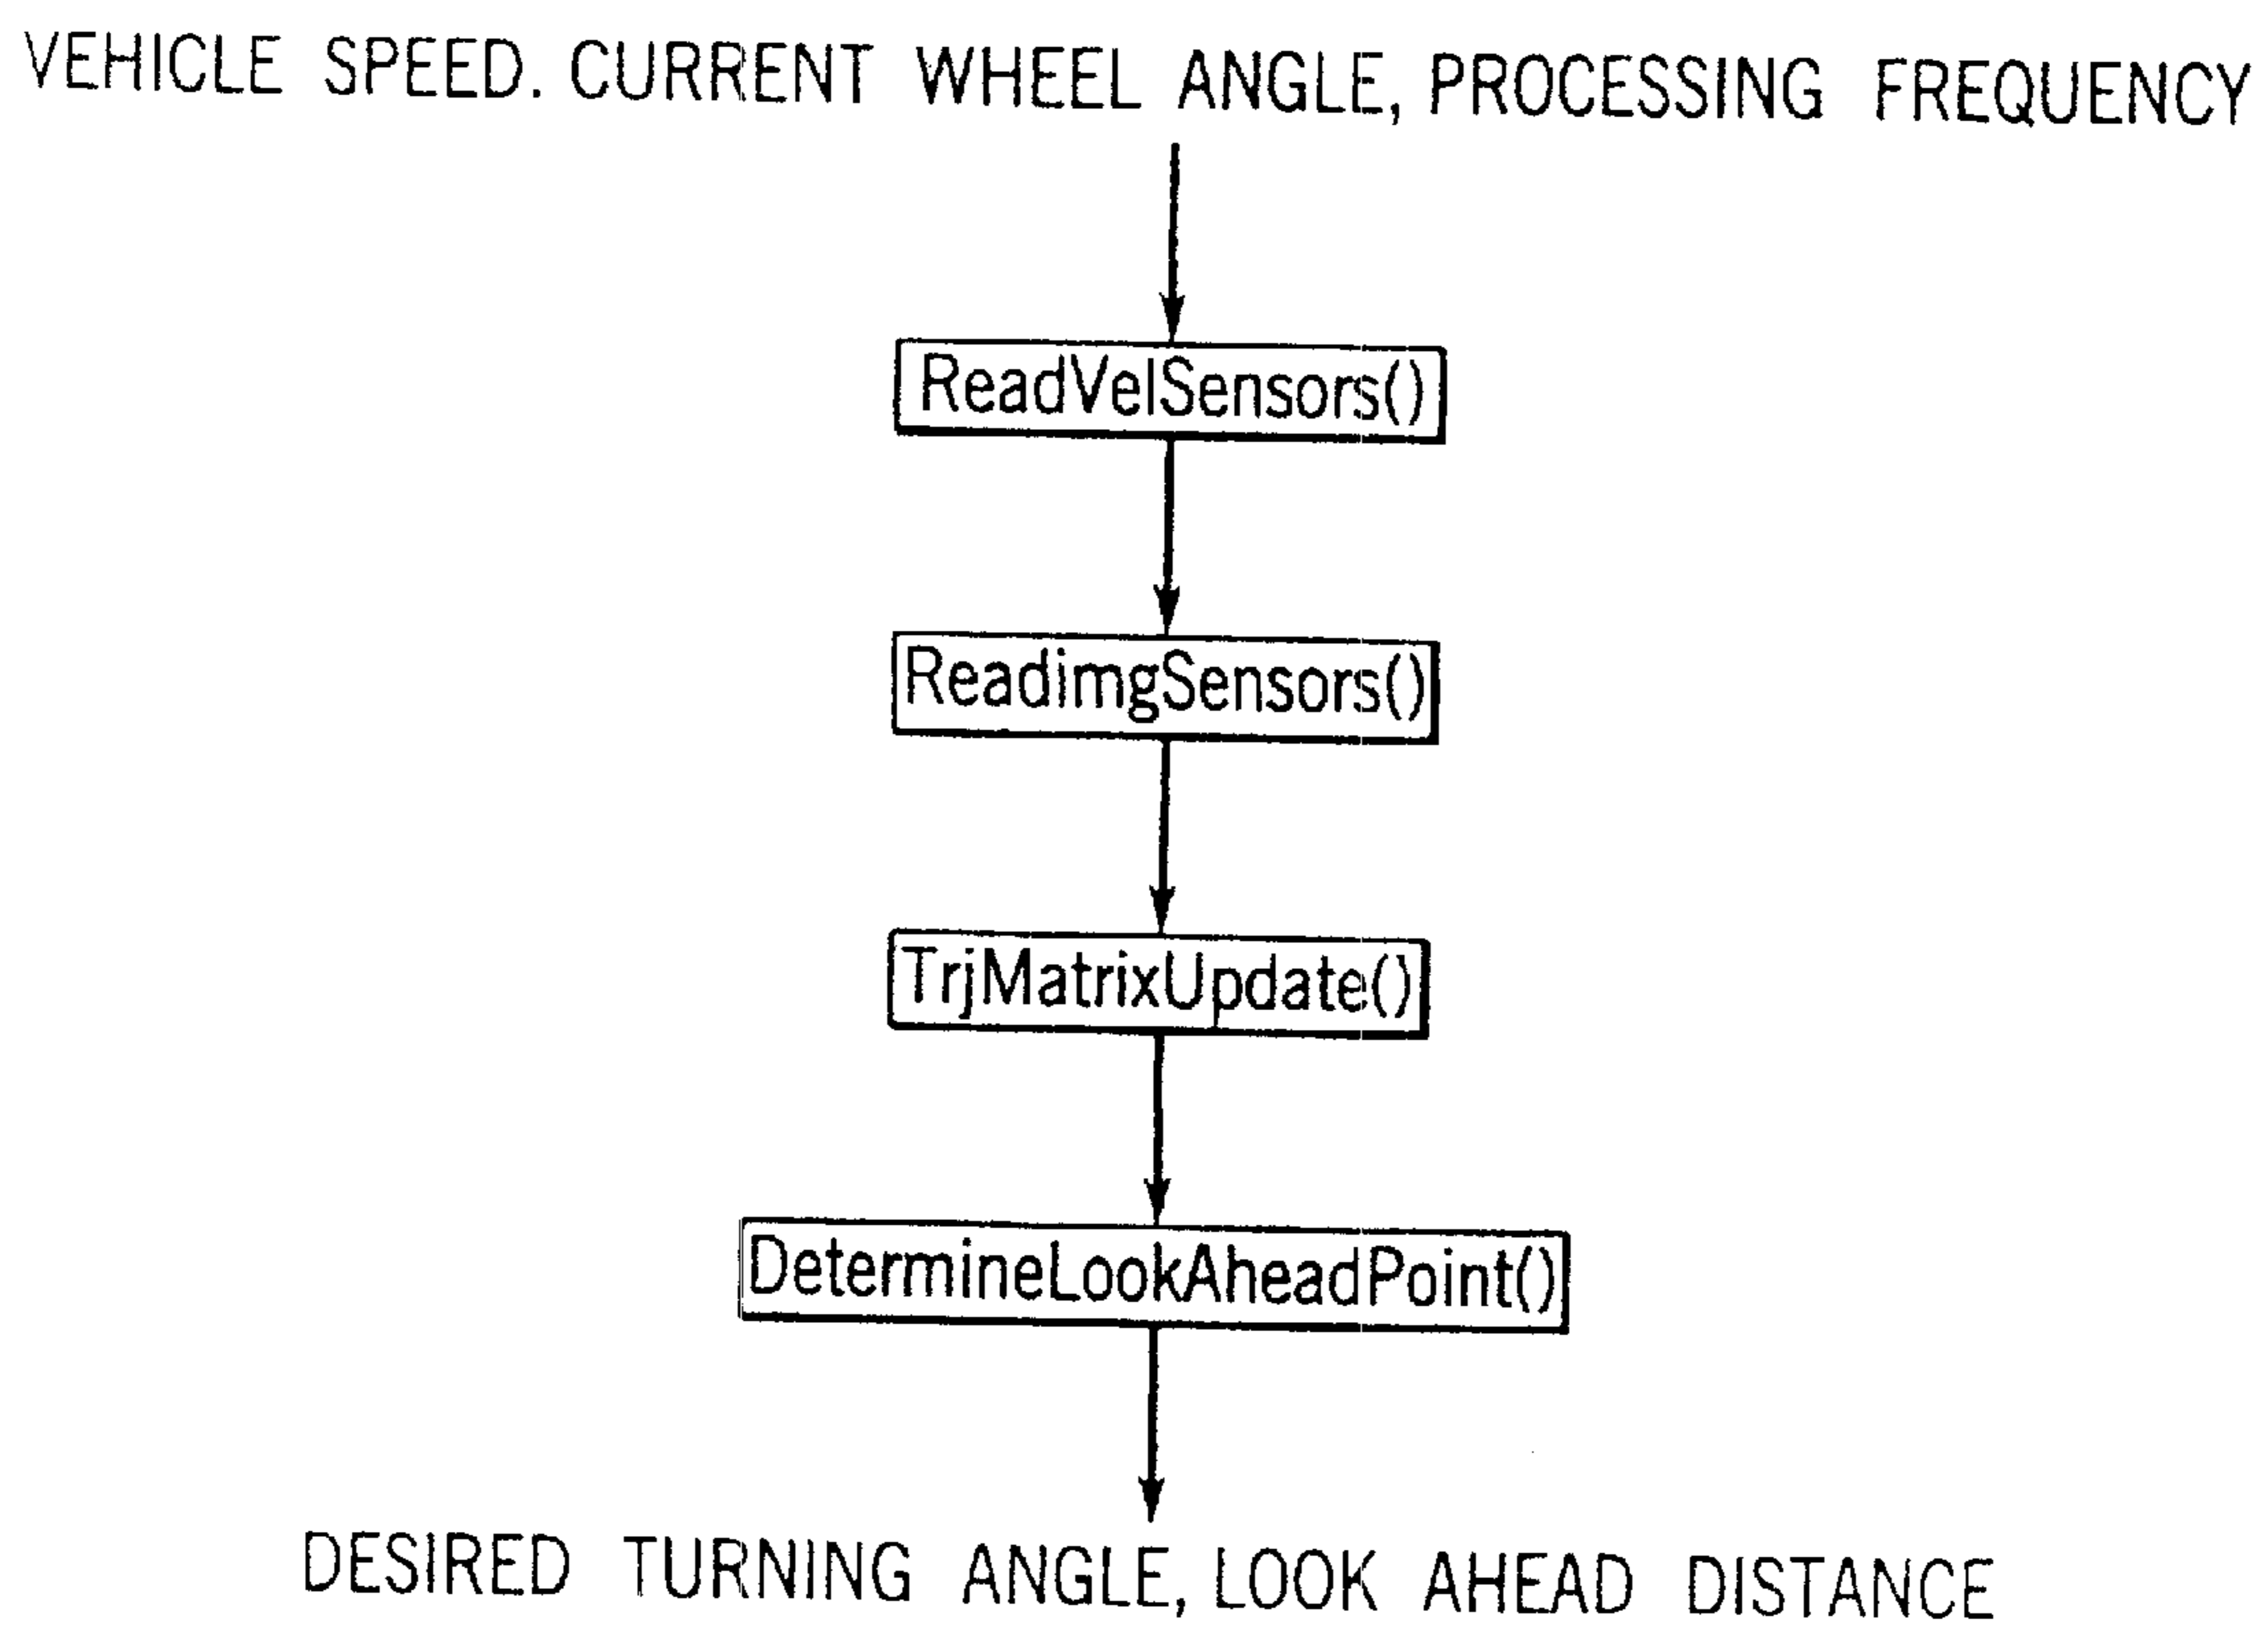 VEHICLE SPEED. CURRENT WHEEL ANGLE, PROCESSING FREQUENCY
ReadVelSensors()
ReadimgSensors()
TrjMatrixUpdate()
DetermineLookAheadPoint()
DESIRED TURNING ANGLE, LOOK AHEAD DISTANCE